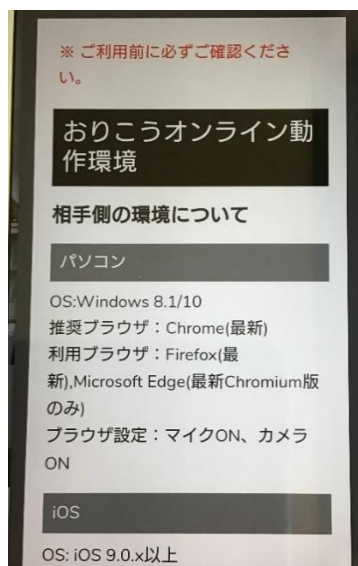 ※ ご利用前に必ずご確認くださ
い。
おりこうオンライン動
作環境
相手側の環境について
パソコン
OS:Windows 8.1/10
推奨ブラウザ：Chrome(最新)
利用ブラウザ：Firefox(最
新),Microsoft Edge(最新Chromium版
のみ)
ブラウザ設定：マイクON、カメラ
ON
iOS
OS: iOS 9.0.x以上